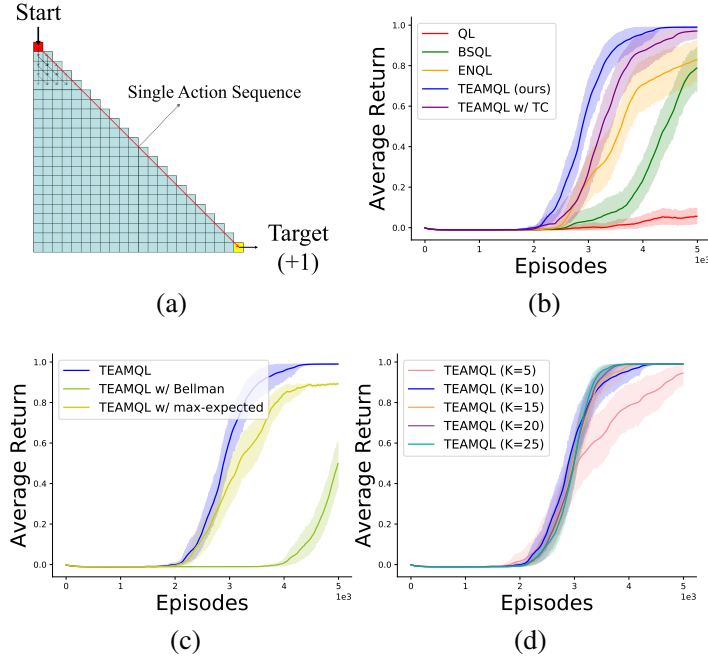 Start
Single Action Sequence
Target
(+1)
(a)
Average Return
1.0
0.8
0.6
0.4
0.2
0.0
QL
BSQL
ENQL
TEAMQL (ours)
TEAMQL w/ TC
0 1 2 3 4 5
1e3
Episodes
(b)
Average Return
1.0
0.8
0.6
0.4
0.2
0.0
TEAMQL
TEAMQL w/ Bellman
TEAMQL w/ max-expected
0 1 2 3 4 5
1e3
Episodes
(c)
Average Return
1.0
0.8
0.6
0.4
0.2
0.0
TEAMQL (K=5)
TEAMQL (K=10)
TEAMQL (K=15)
TEAMQL (K=20)
TEAMQL (K=25)
0 1 2 3 4 5
1e3
Episodes
(d)